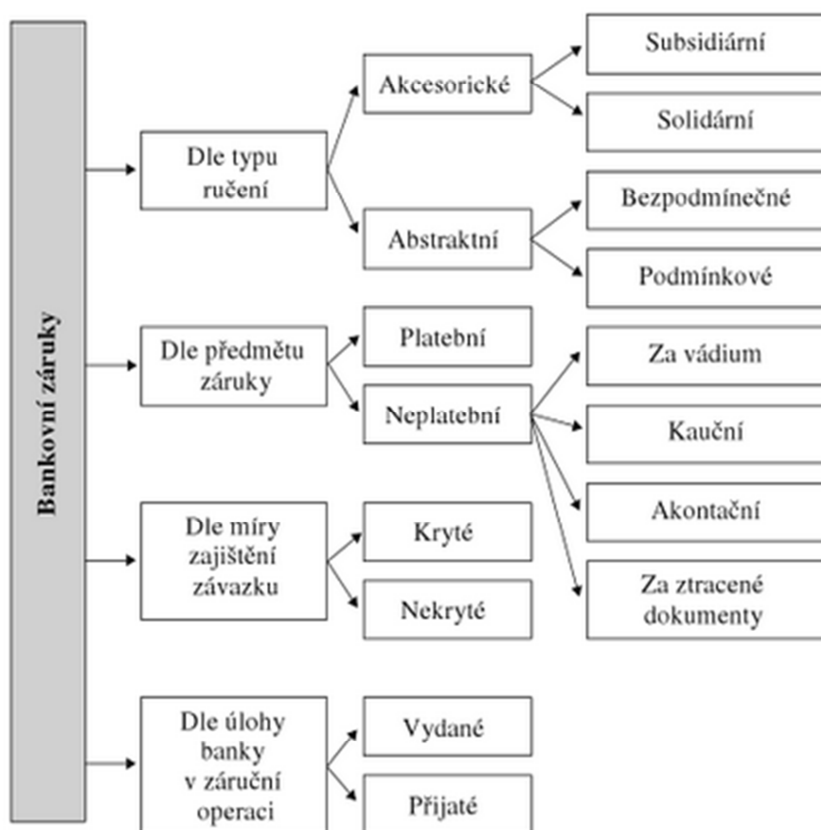 Bankovní záruky
Dle typu
ručení
Akcesorické
Subsidiární
Solidární
Abstraktní
Bezpodmínečné
Podmínkové
Dle předmětu
záruky
Platební
Neplatební
Za vádium
Kauční
Akontační
Za ztracené
dokumenty
Dle míry
zajištění
závazku
Kryté
Nekryté
Dle úlohy
banky
v záruční
operaci
Vydané
Přijaté